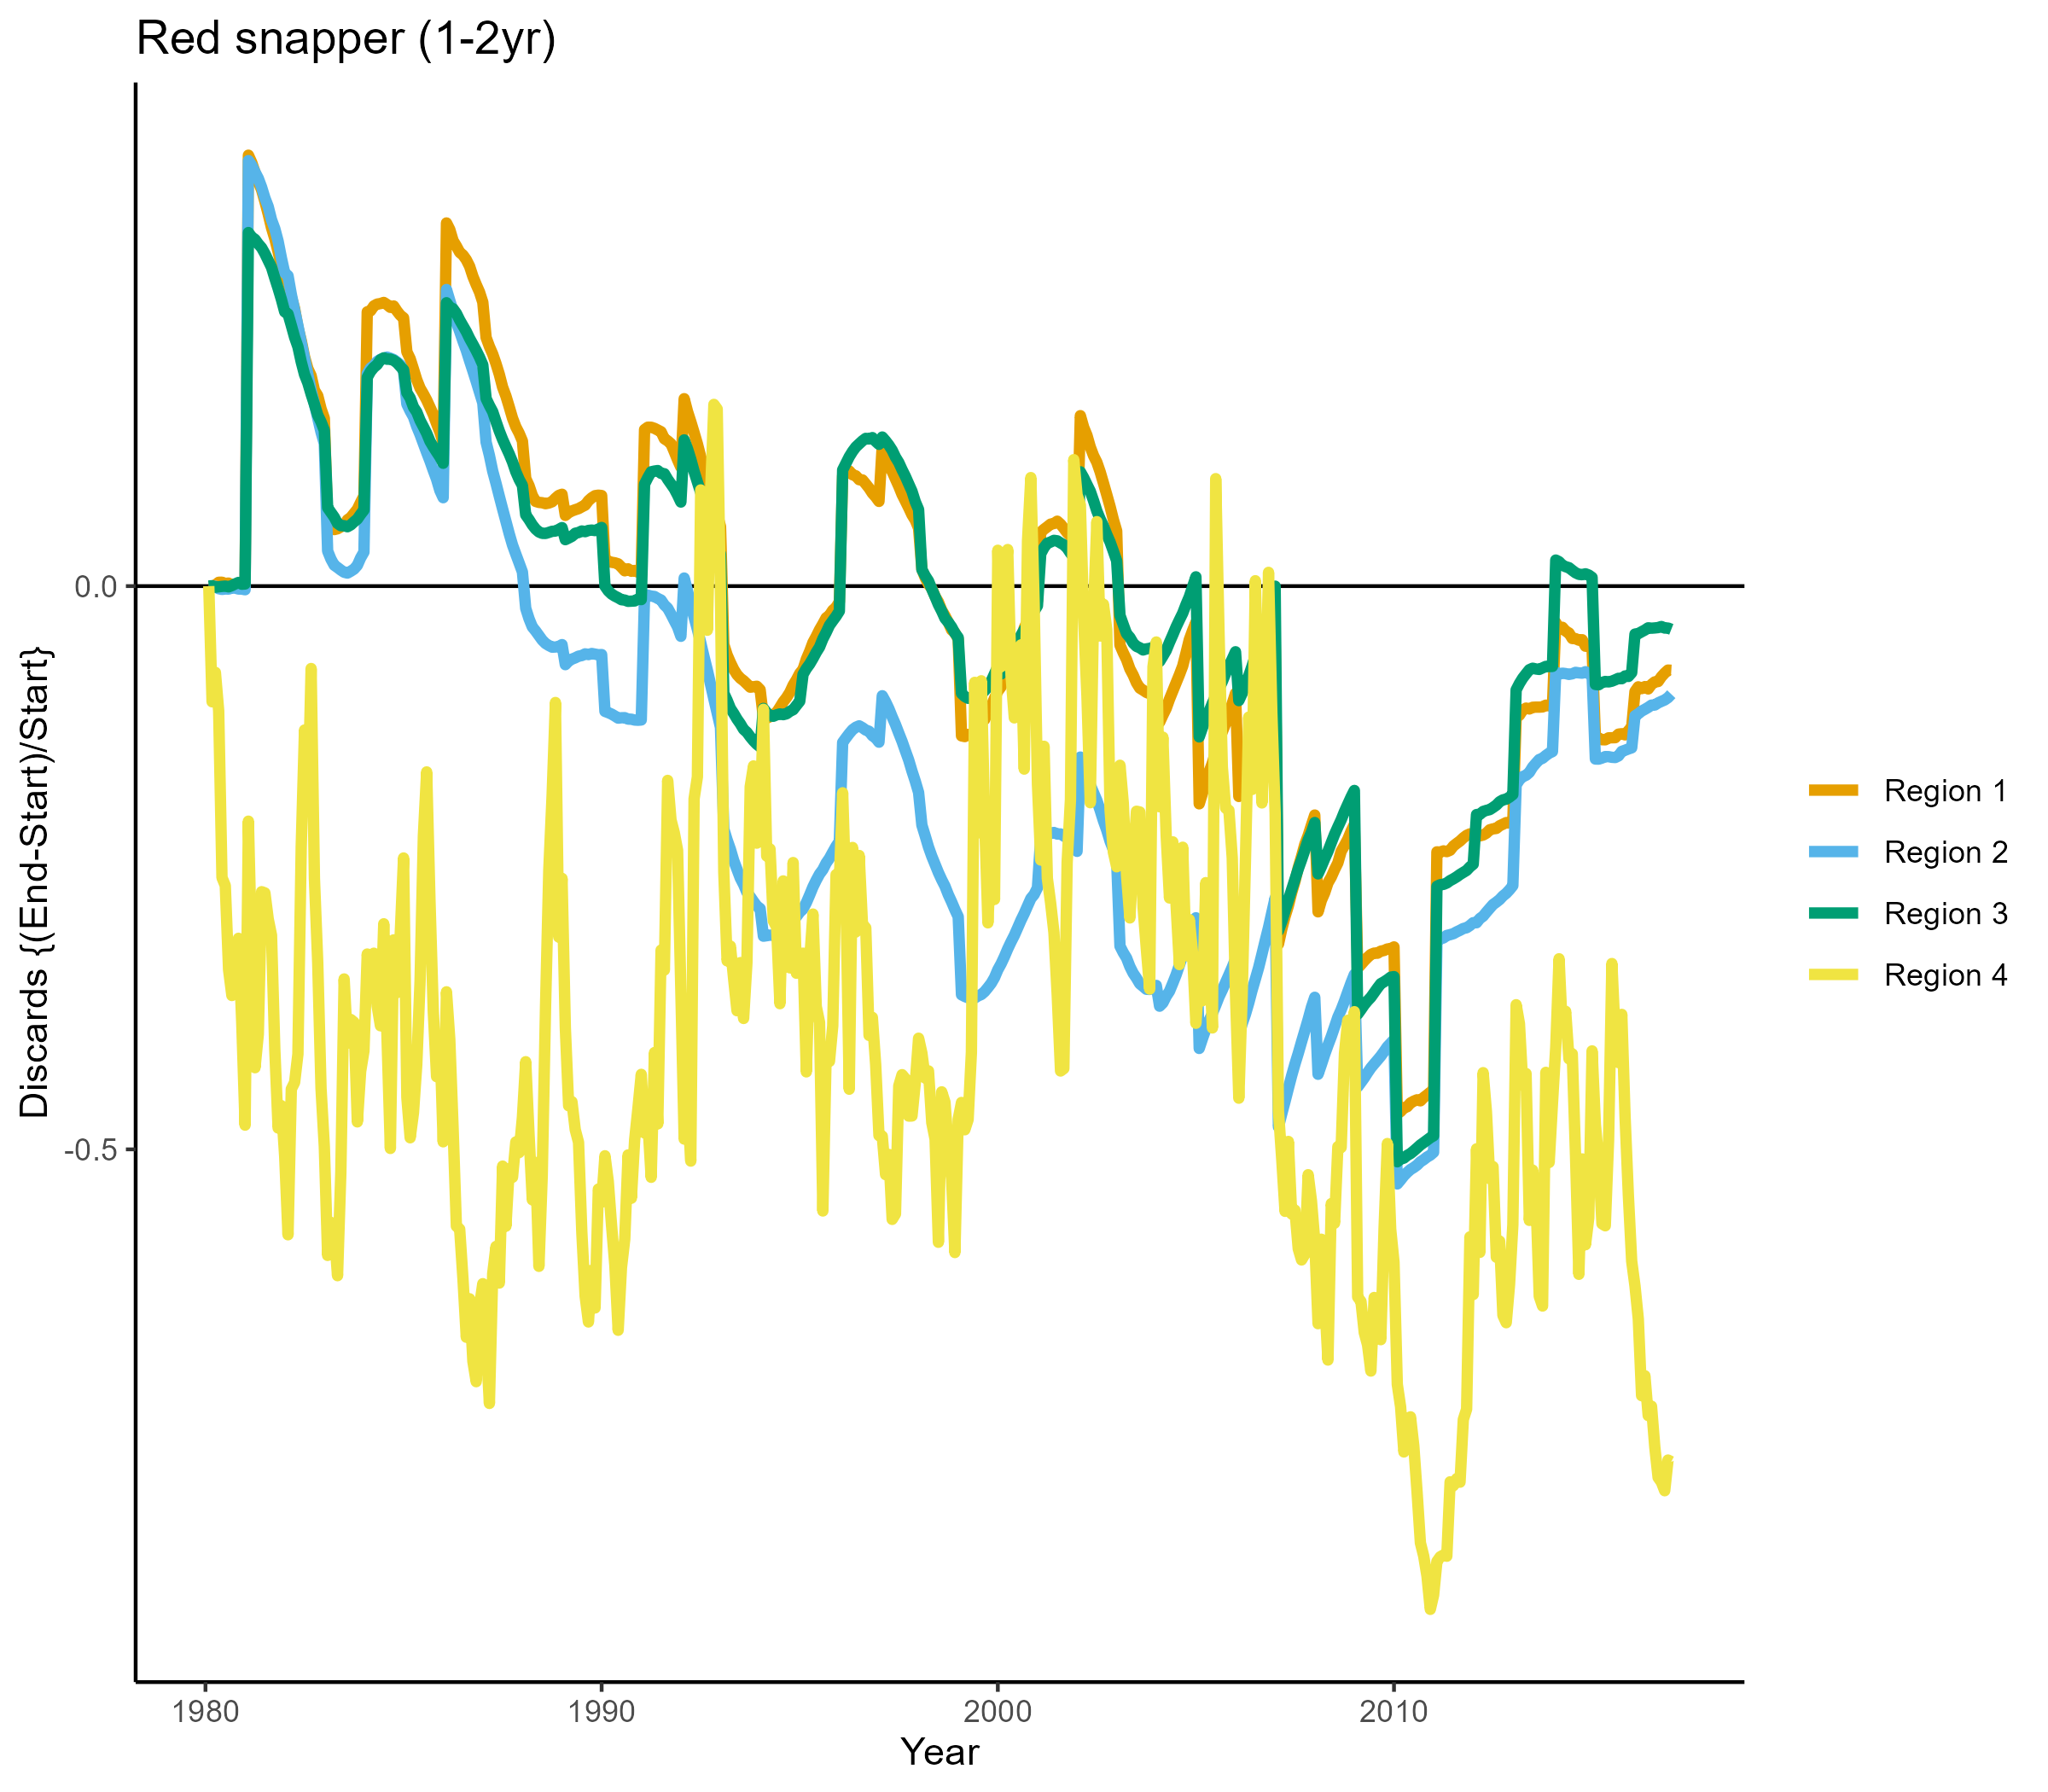 Red snapper (1-2yr)
Discards {(End-Start)/Start}
0.0
-0.5
1980
1990
2000
2010
Year
Region 1
Region 2
Region 3
Region 4